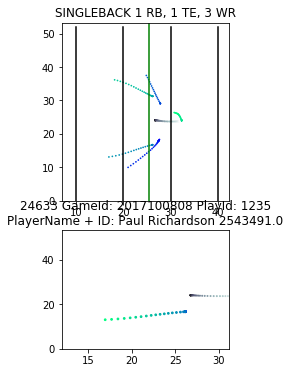 SINGLEBACK 1 RB, 1 TE, 3 WR
50
40
30
20
10
0
10 20 30 40
24635 GameId: 2017100808 PlayId: 1235
PlayerName + ID: Paul Richardson 2543491.0
40
20
0
15 20 25 30